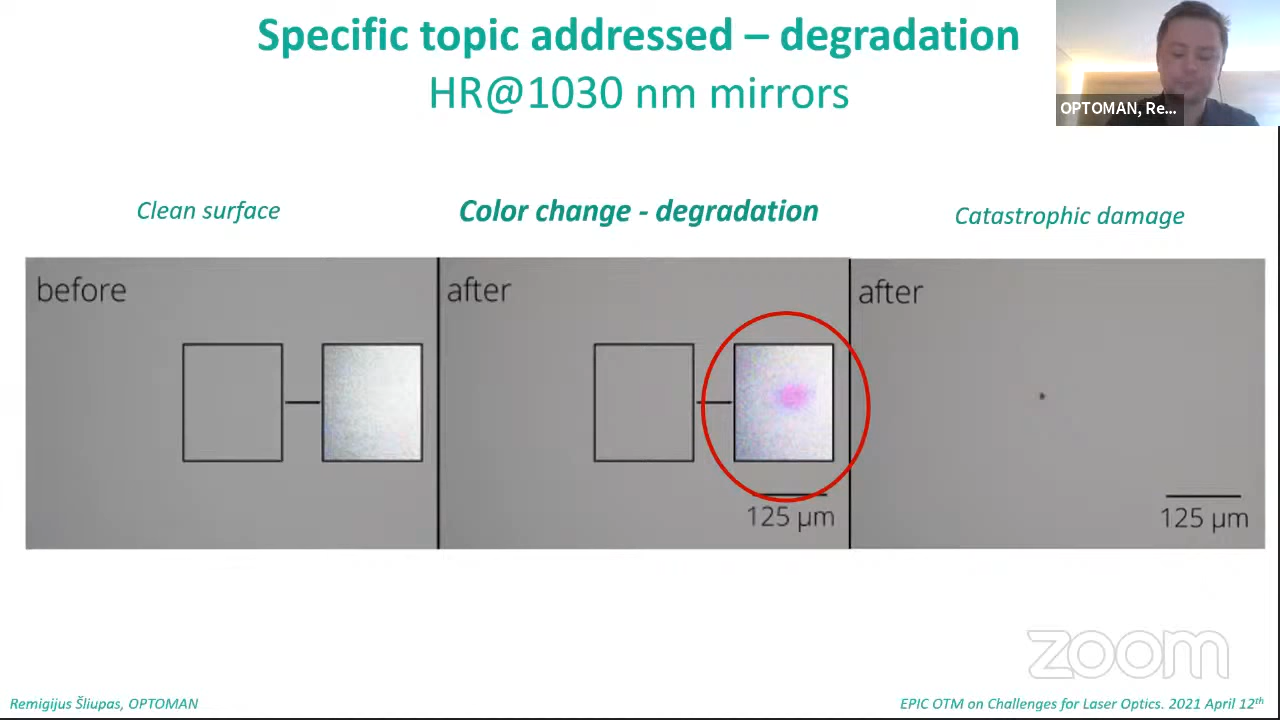 Specific topic addressed – degradation
HR@1030 nm mirrors
OPTOMAN, Re...
Clean surface
Color change - degradation
Catastrophic damage
before
after
after
125 µm
125 µm
zoom
Remigijus Šliupas, OPTOMAN
EPIC OTM on Challenges for Laser Optics. 2021 April 12th